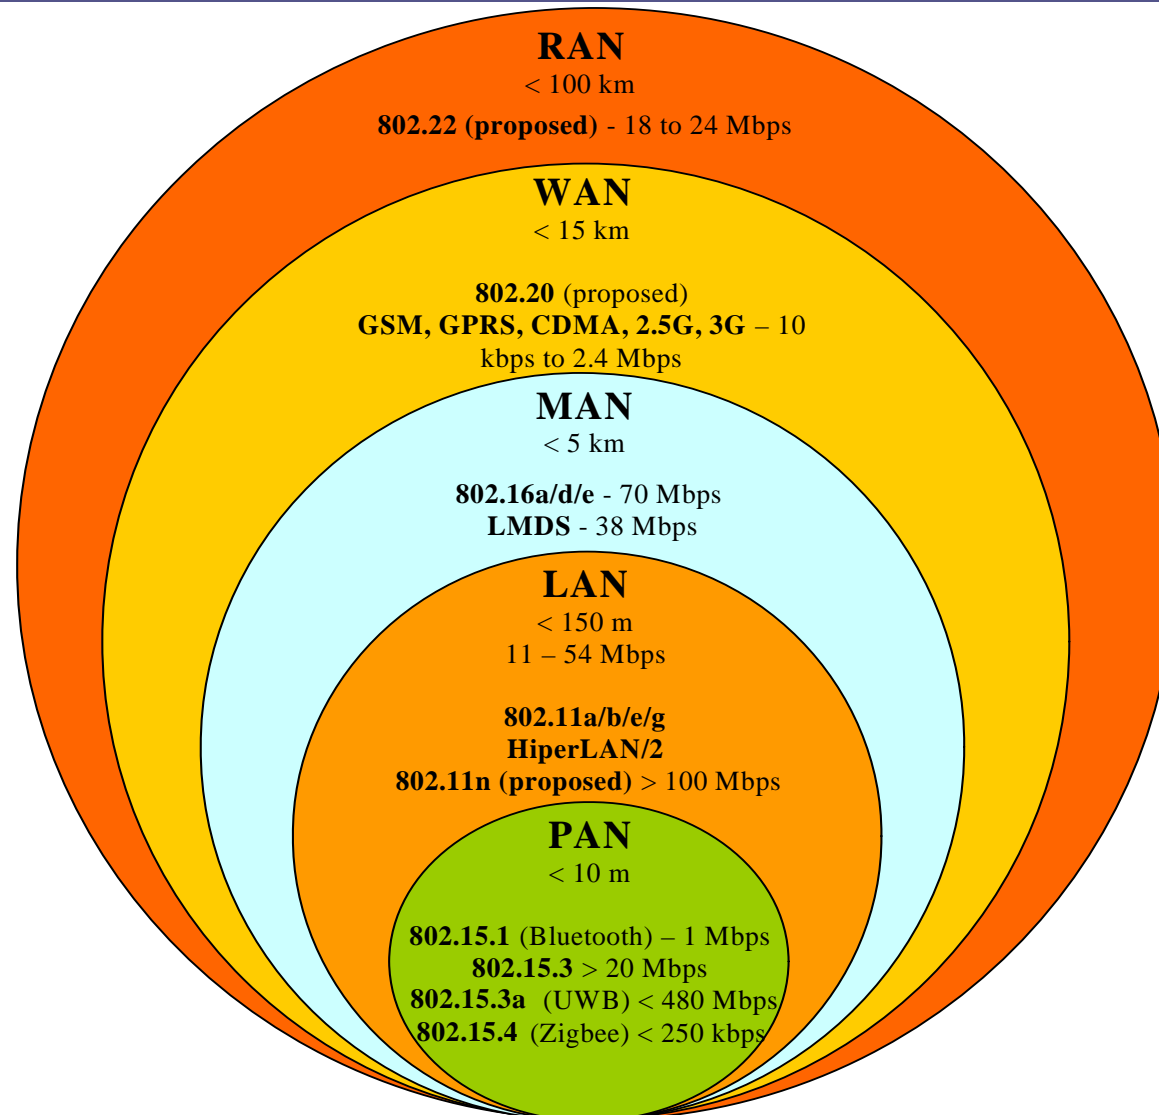 RAN
< 100 km
802.22 (proposed) - 18 to 24 Mbps
WAN
< 15 km
802.20 (proposed)
GSM, GPRS, CDMA, 2.5G, 3G – 10
kbps to 2.4 Mbps
MAN
< 5 km
802.16a/d/e - 70 Mbps
LMDS - 38 Mbps
LAN
< 150 m
11 – 54 Mbps
802.11a/b/e/g
HiperLAN/2
802.11n (proposed) > 100 Mbps
PAN
< 10 m
802.15.1 (Bluetooth) – 1 Mbps
802.15.3 > 20 Mbps
802.15.3a (UWB) < 480 Mbps
802.15.4 (Zigbee) < 250 kbps